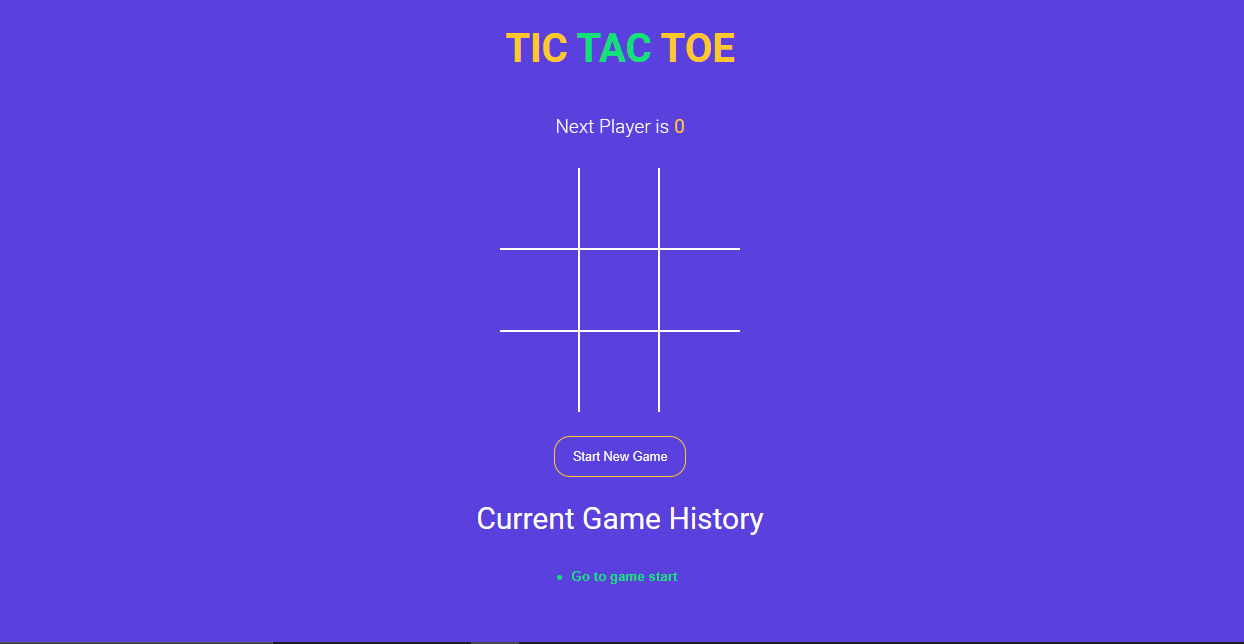 TIC TAC TOE
Next Player is 0
Start New Game
Current Game History
Go to game start